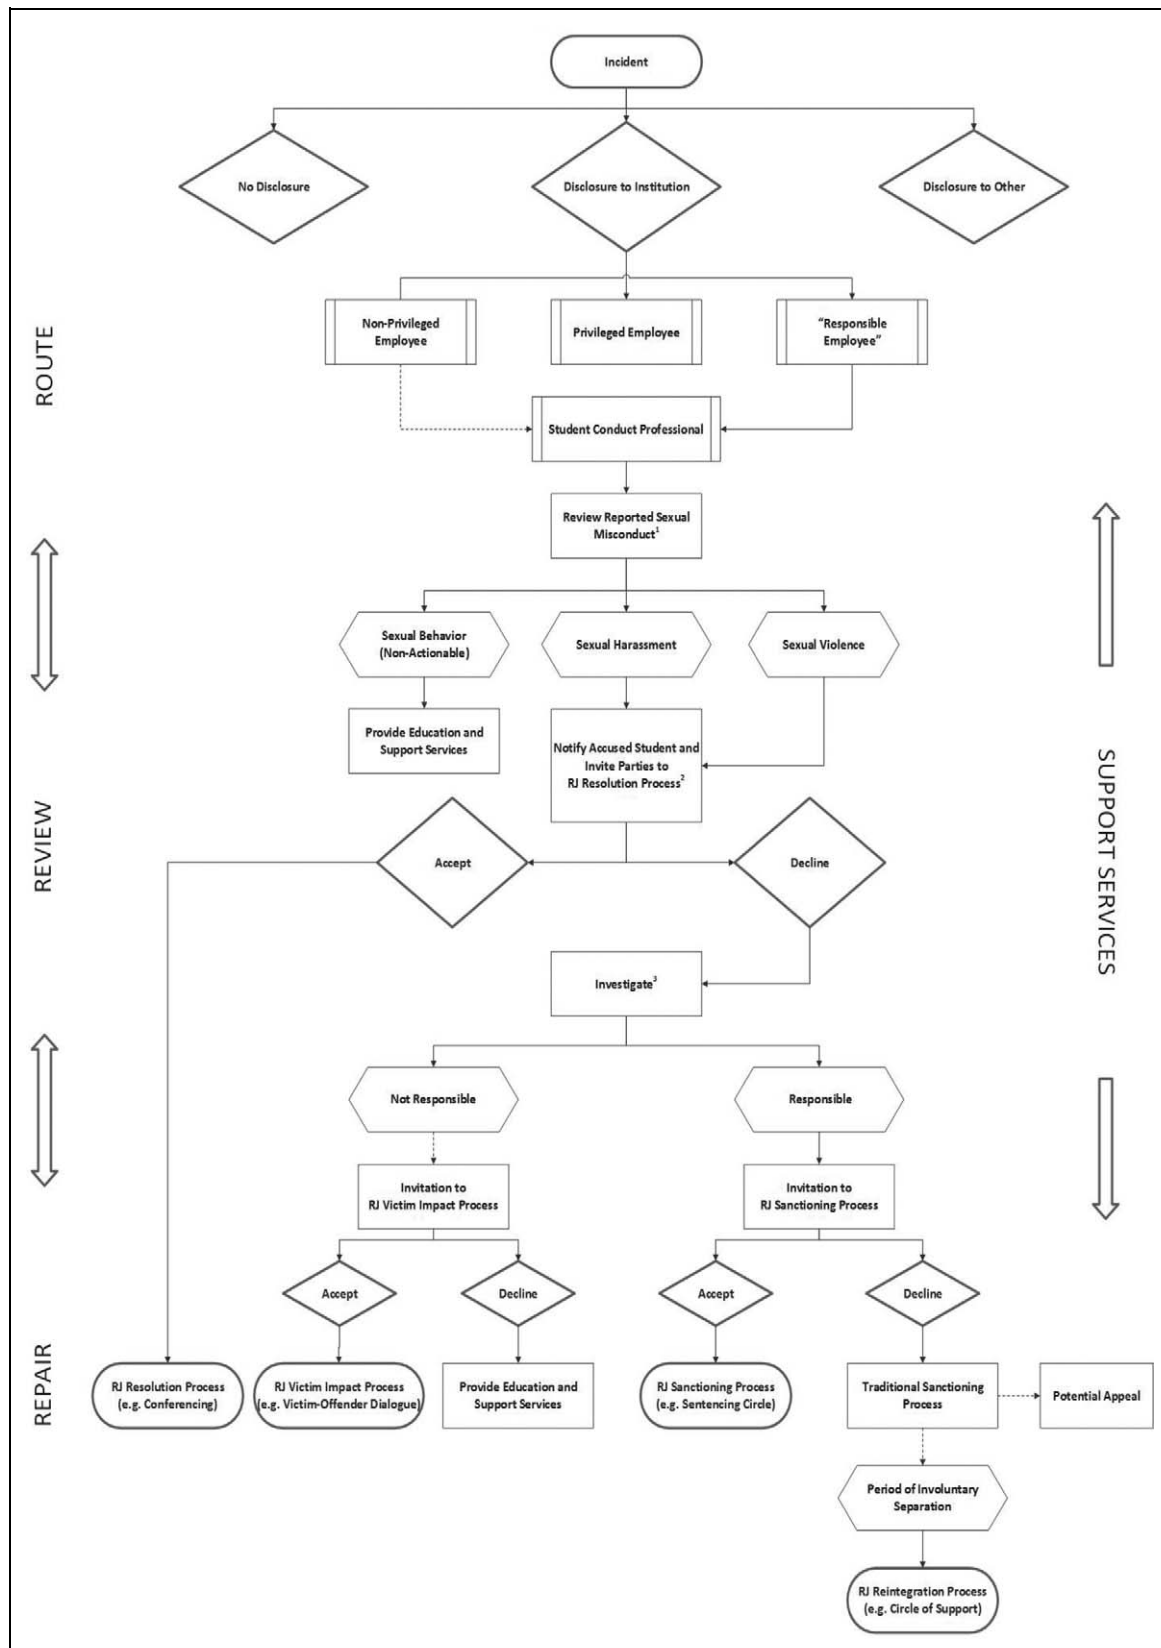 Incident
No Disclosure
Disclosure to Institution
Disclosure to Other
Non-Privileged
Employee
Privileged Employee
“Responsible
Employee”
ROUTE
Student Conduct Professional
Review Reported Sexual
Misconduct¹
Sexual Behavior
(Non-Actionable)
Sexual Harassment
Sexual Violence
Provide Education and
Support Services
Notify Accused Student and
Invite Parties to
RJ Resolution Process²
REVIEW
SUPPORT SERVICES
Accept
Decline
Investigate³
Not Responsible
Responsible
Invitation to
RJ Victim Impact Process
Invitation to
RJ Sanctioning Process
Accept
Decline
Accept
Decline
REPAIR
RJ Resolution Process
(e.g. Conferencing)
RJ Victim Impact Process
(e.g. Victim-Offender Dialogue)
Provide Education and
Support Services
RJ Sanctioning Process
(e.g. Sentencing Circle)
Traditional Sanctioning
Process
Potential Appeal
Period of Involuntary
Separation
RJ Reintegration Process
(e.g. Circle of Support)